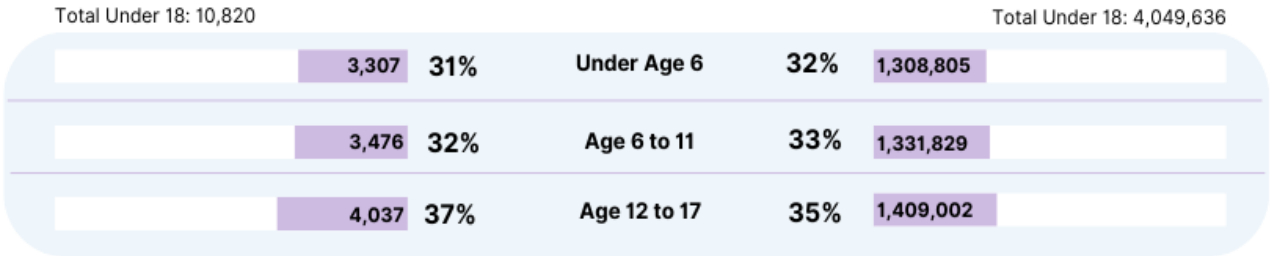 Total Under 18: 10,820 Total Under 18: 4,049,636
3,307 31% Under Age 6 32% 1,308,805
3,476 32% Age 6 to 11 33% 1,331,829
4,037 37% Age 12 to 17 35% 1,409,002